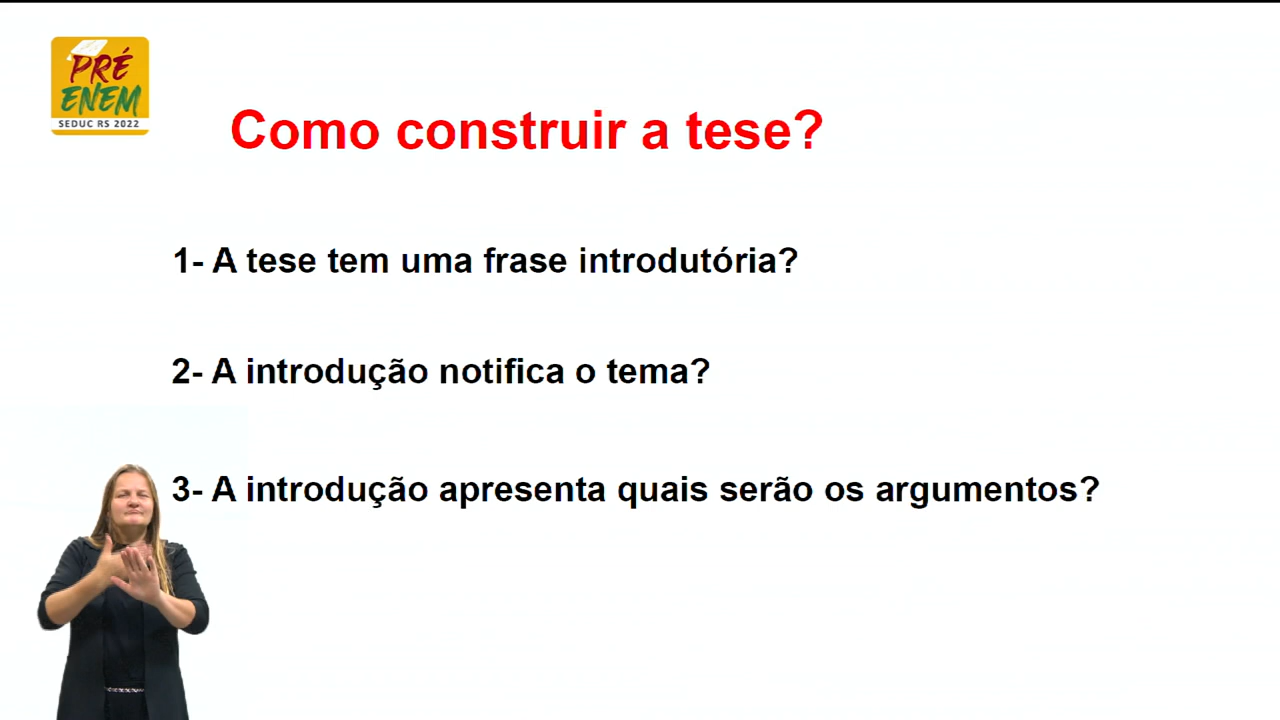 PRÉ
ENEM
SEDUC RS 2022
Como construir a tese?
1- A tese tem uma frase introdutória?
2- A introdução notifica o tema?
3- A introdução apresenta quais serão os argumentos?